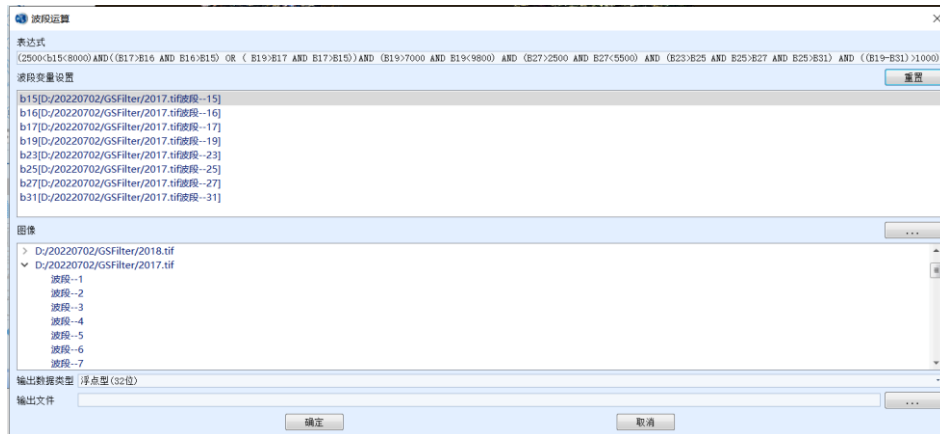 波段运算
表达式
(2500<b15<8000)AND((B17>B16 AND B16>B15) OR ( B19>B17 AND B17>B15))AND (B19>7000 AND B19<9800) AND (B27>2500 AND B27<5500) AND (B23>B25 AND B25>B27 AND B25>B31) AND ((B19-B31)>1000)
波段变量设置
重置
b15[D:/20220702/GSFilter/2017.tif波段--15]
b16[D:/20220702/GSFilter/2017.tif波段--16]
b17[D:/20220702/GSFilter/2017.tif波段--17]
b19[D:/20220702/GSFilter/2017.tif波段--19]
b23[D:/20220702/GSFilter/2017.tif波段--23]
b25[D:/20220702/GSFilter/2017.tif波段--25]
b27[D:/20220702/GSFilter/2017.tif波段--27]
b31[D:/20220702/GSFilter/2017.tif波段--31]
图像
...
D:/20220702/GSFilter/2018.tif
D:/20220702/GSFilter/2017.tif
波段--1
波段--2
波段--3
波段--4
波段--5
波段--6
波段--7
输出数据类型 浮点型(32位)
输出文件 ...
确定 取消